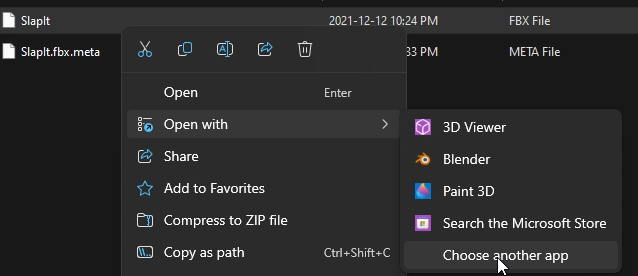 SlapIt 2021-12-12 10:24 PM FBX File
SlapIt.fbx.meta 33 PM META File
Open Enter
Open with
Share
Add to Favorites
Compress to ZIP file
Copy as path Ctrl+Shift+C
3D Viewer
Blender
Paint 3D
Search the Microsoft Store
Choose another app